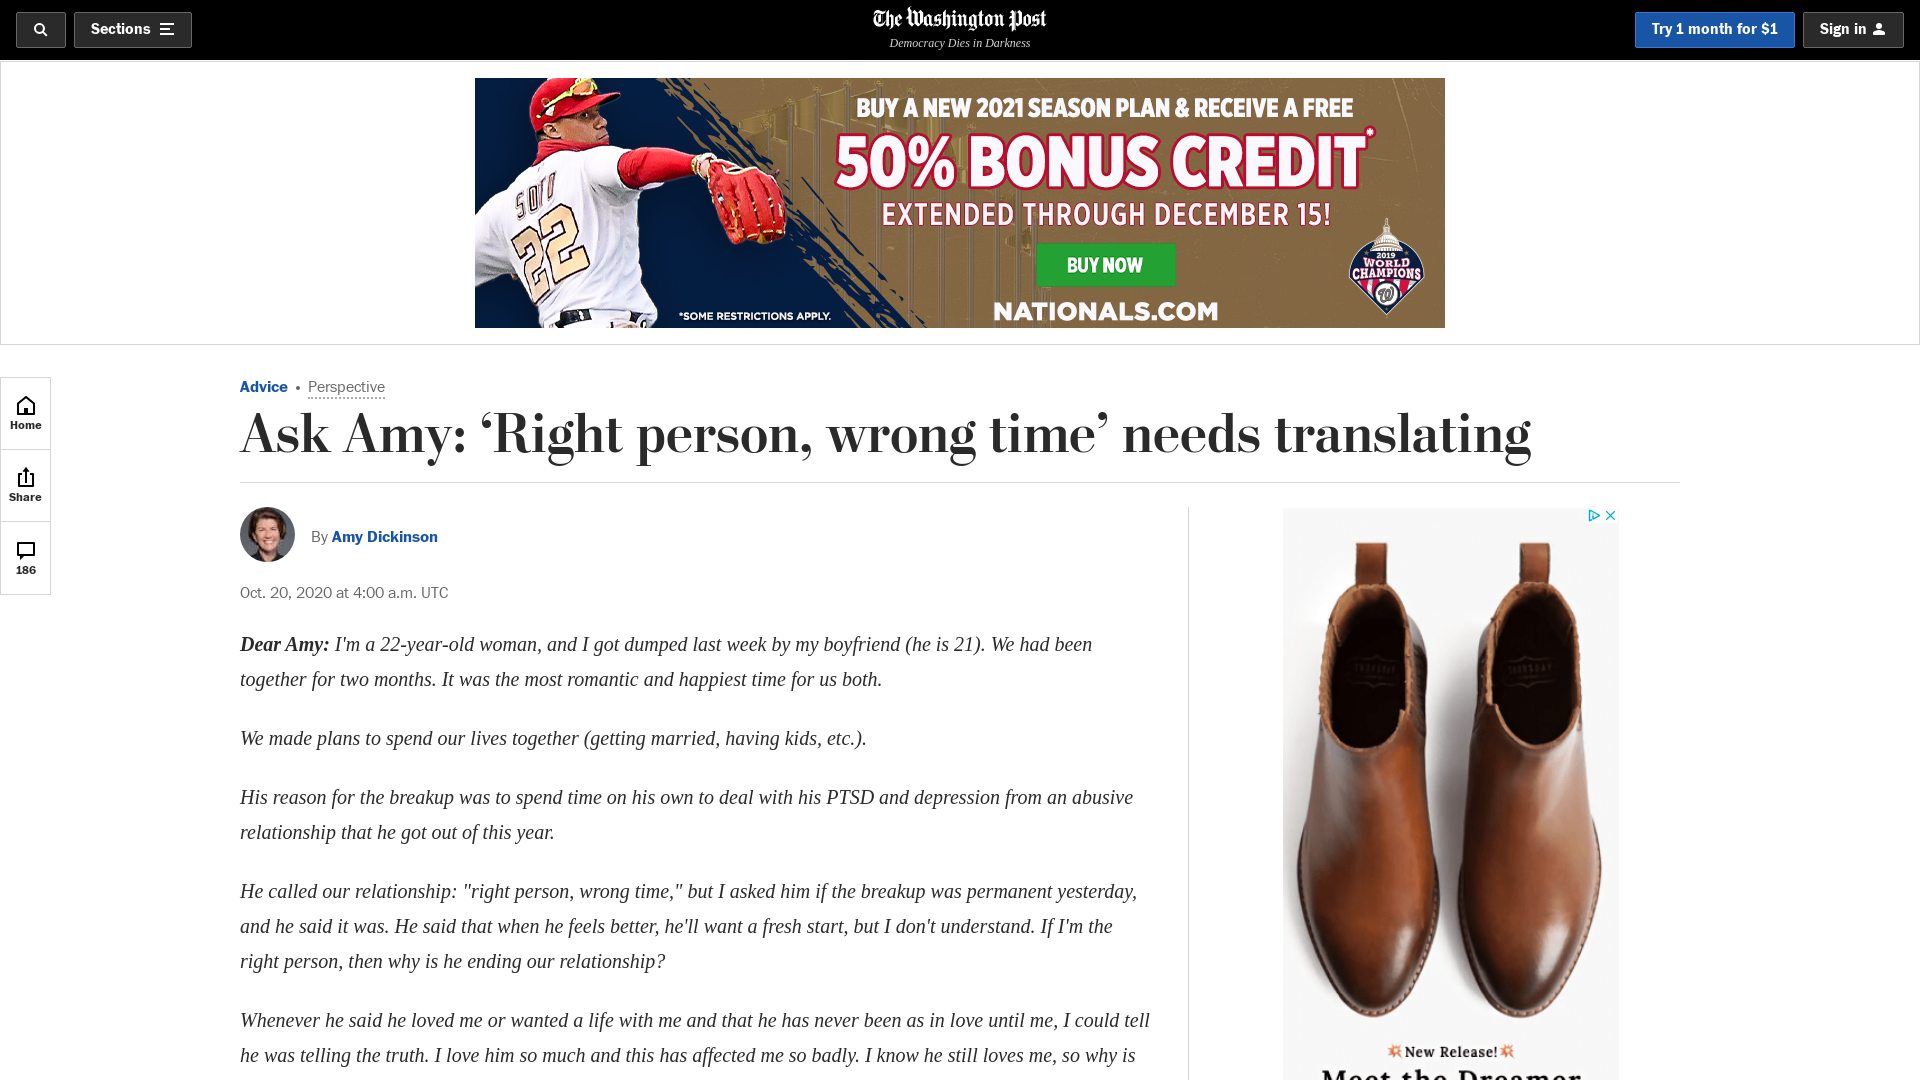 Sections
The Washington Post
Democracy Dies in Darkness
Try 1 month for $1
Sign in
BUY A NEW 2021 SEASON PLAN & RECEIVE A FREE
50% BONUS CREDIT*
EXTENDED THROUGH DECEMBER 15!
BUY NOW
NATIONALS.COM
*SOME RESTRICTIONS APPLY.
SOTO
22
2019
WORLD
CHAMPIONS
W
Home
Share
186
Advice • Perspective
Ask Amy: ‘Right person, wrong time’ needs translating
By Amy Dickinson
Oct. 20, 2020 at 4:00 a.m. UTC
Dear Amy: I'm a 22-year-old woman, and I got dumped last week by my boyfriend (he is 21). We had been
together for two months. It was the most romantic and happiest time for us both.
We made plans to spend our lives together (getting married, having kids, etc.).
His reason for the breakup was to spend time on his own to deal with his PTSD and depression from an abusive
relationship that he got out of this year.
He called our relationship: "right person, wrong time," but I asked him if the breakup was permanent yesterday,
and he said it was. He said that when he feels better, he'll want a fresh start, but I don't understand. If I'm the
right person, then why is he ending our relationship?
Whenever he said he loved me or wanted a life with me and that he has never been as in love until me, I could tell
he was telling the truth. I love him so much and this has affected me so badly. I know he still loves me, so why is
THURSDAY
THURSDAY
New Release!
Meet the Dreamer